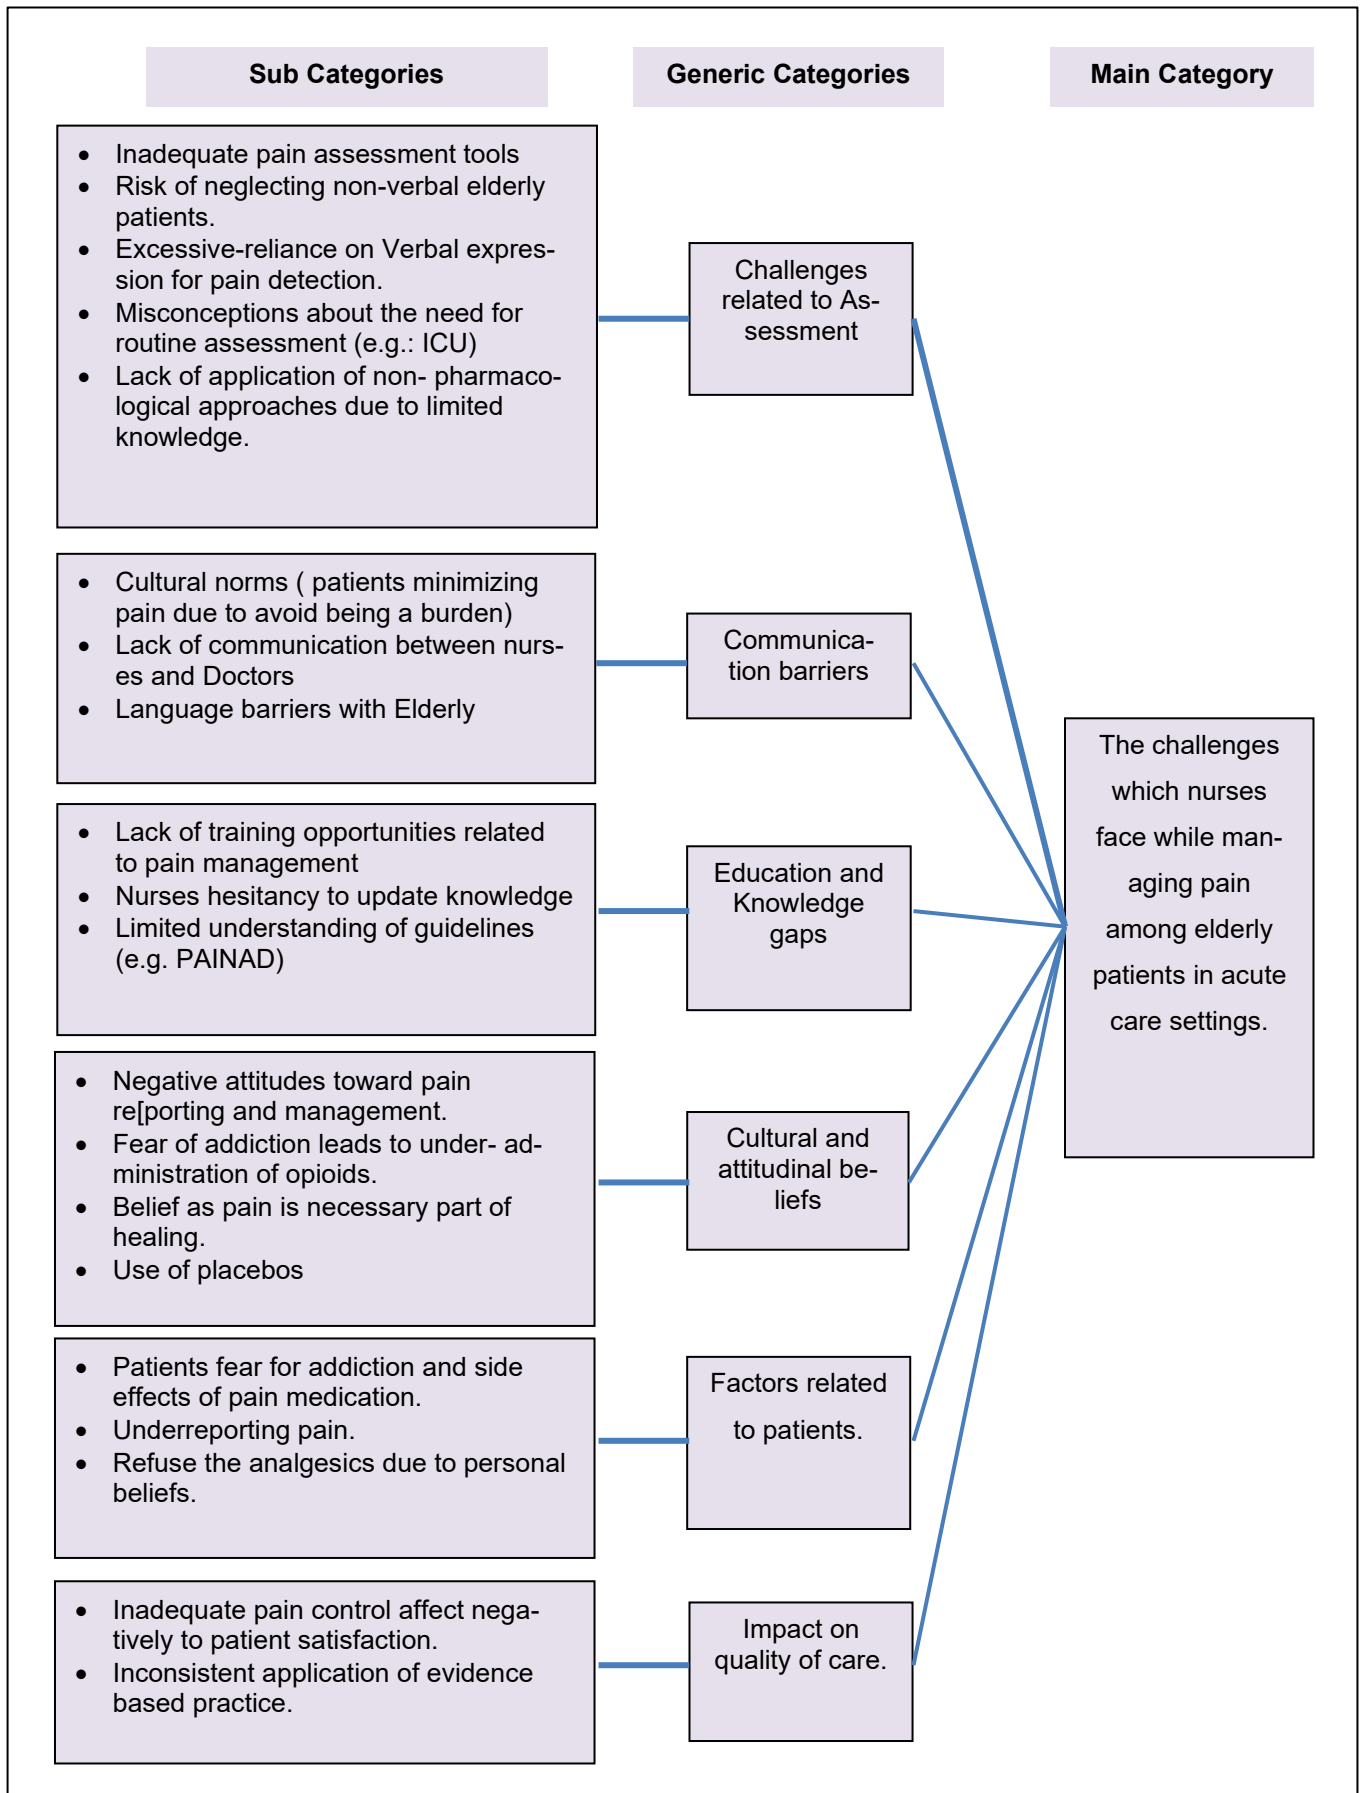 Sub Categories
Generic Categories
Main Category
• Inadequate pain assessment tools
• Risk of neglecting non-verbal elderly
patients.
• Excessive-reliance on Verbal expres-
sion for pain detection.
• Misconceptions about the need for
routine assessment (e.g.: ICU)
• Lack of application of non- pharmaco-
logical approaches due to limited
knowledge.
Challenges
related to As-
sessment
• Cultural norms ( patients minimizing
pain due to avoid being a burden)
• Lack of communication between nurs-
es and Doctors
• Language barriers with Elderly
Communica-
tion barriers
• Lack of training opportunities related
to pain management
• Nurses hesitancy to update knowledge
• Limited understanding of guidelines
(e.g. PAINAD)
Education and
Knowledge
gaps
• Negative attitudes toward pain
re[porting and management.
• Fear of addiction leads to under- ad-
ministration of opioids.
• Belief as pain is necessary part of
healing.
• Use of placebos
Cultural and
attitudinal be-
liefs
• Patients fear for addiction and side
effects of pain medication.
• Underreporting pain.
• Refuse the analgesics due to personal
beliefs.
Factors related
to patients.
• Inadequate pain control affect nega-
tively to patient satisfaction.
• Inconsistent application of evidence
based practice.
Impact on
quality of care.
The challenges
which nurses
face while man-
aging pain
among elderly
patients in acute
care settings.